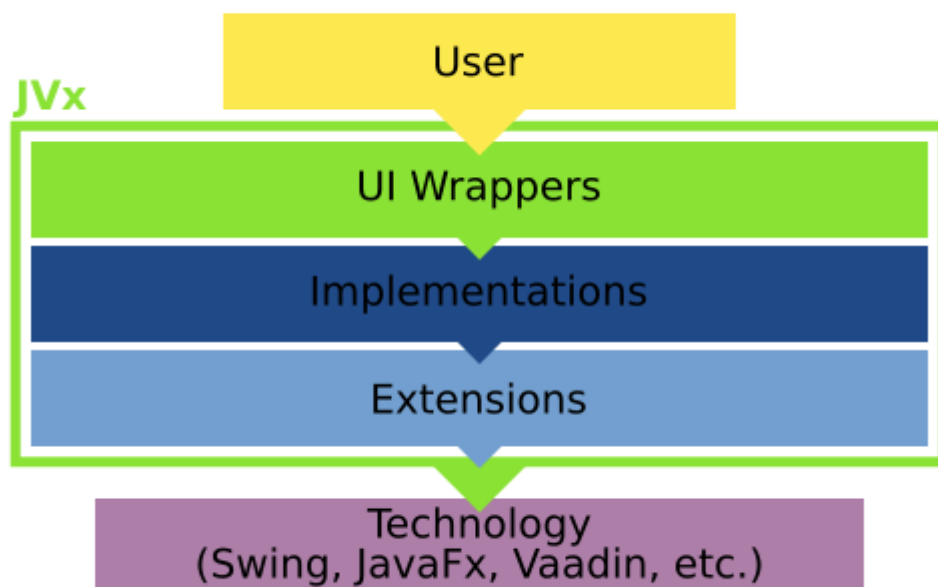 User
JVx
UI Wrappers
Implementations
Extensions
Technology
(Swing, JavaFx, Vaadin, etc.)